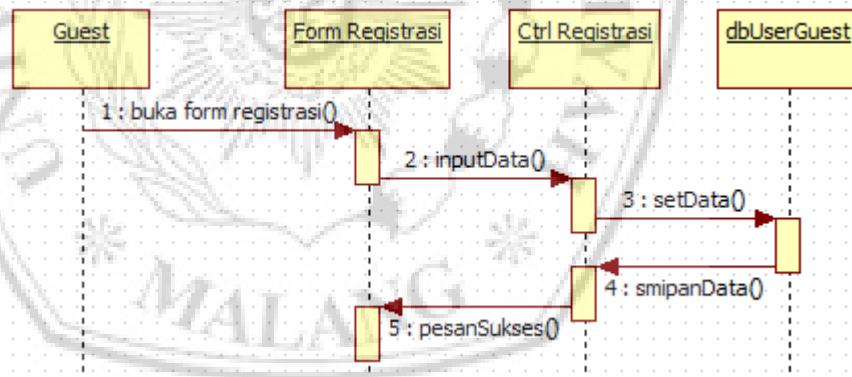 Guest
Form Registrasi
Ctrl Registrasi
dbUserGuest
1 : buka form registrasi()
2 : inputData()
3 : setData()
4 : smipanData()
5 : pesanSukses()
MALANG